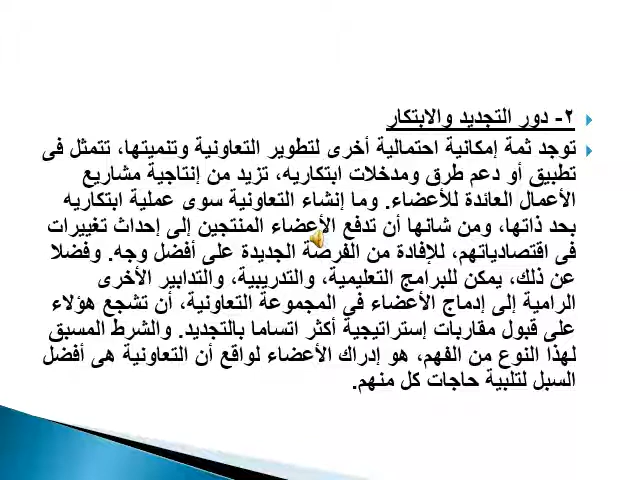 ٢- دور التجديد والابتكار
توجد ثمة إمكانية احتمالية أخرى لتطوير التعاونية وتنميتها، تتمثل فى
تطبيق أو دعم طرق ومدخلات ابتكاريه، تزيد من إنتاجية مشاريع
الأعمال العائدة للأعضاء. وما إنشاء التعاونية سوى عملية ابتكاريه
بحد ذاتها، ومن شانها أن تدفع الأعضاء المنتجين إلى إحداث تغييرات
فى اقتصادياتهم، للإفادة من الفرصة الجديدة على أفضل وجه. وفضلا
عن ذلك، يمكن للبرامج التعليمية، والتدريبية، والتدابير الأخرى
الرامية إلى إدماج الأعضاء فى المجموعة التعاونية، أن تشجع هؤلاء
على قبول مقاربات إستراتيجية أكثر اتساما بالتجديد. والشرط المسبق
لهذا النوع من الفهم، هو إدراك الأعضاء لواقع أن التعاونية هى أفضل
السبل لتلبية حاجات كل منهم.